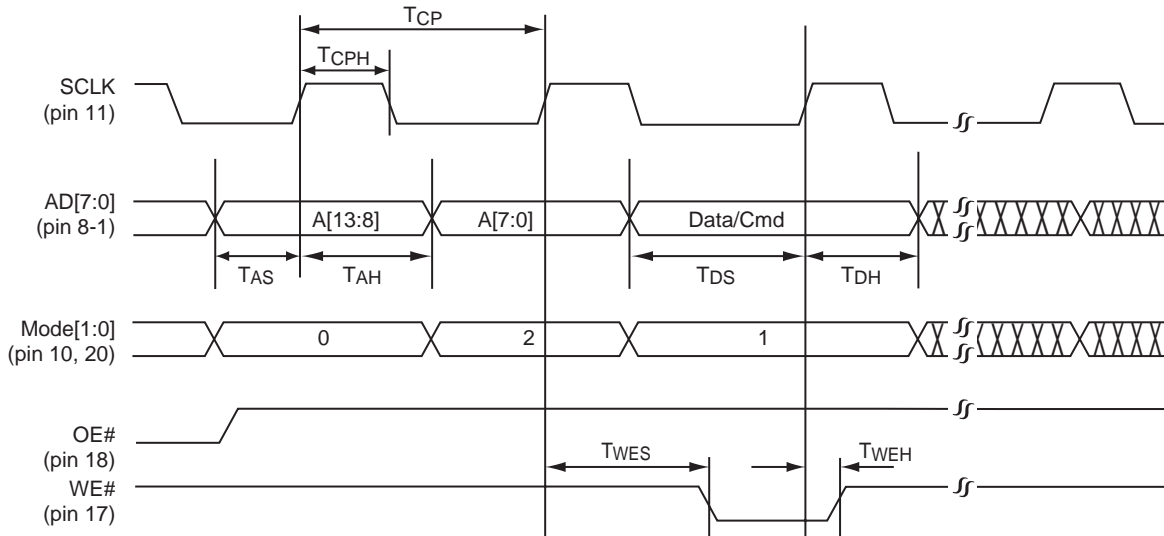 TCP
TCPH
SCLK
(pin 11)
AD[7:0]
(pin 8-1)
A[13:8]
A[7:0]
Data/Cmd
TAS
TAH
TDS
TDH
Mode[1:0]
(pin 10, 20)
0
2
1
OE#
(pin 18)
TWES
TWEH
WE#
(pin 17)